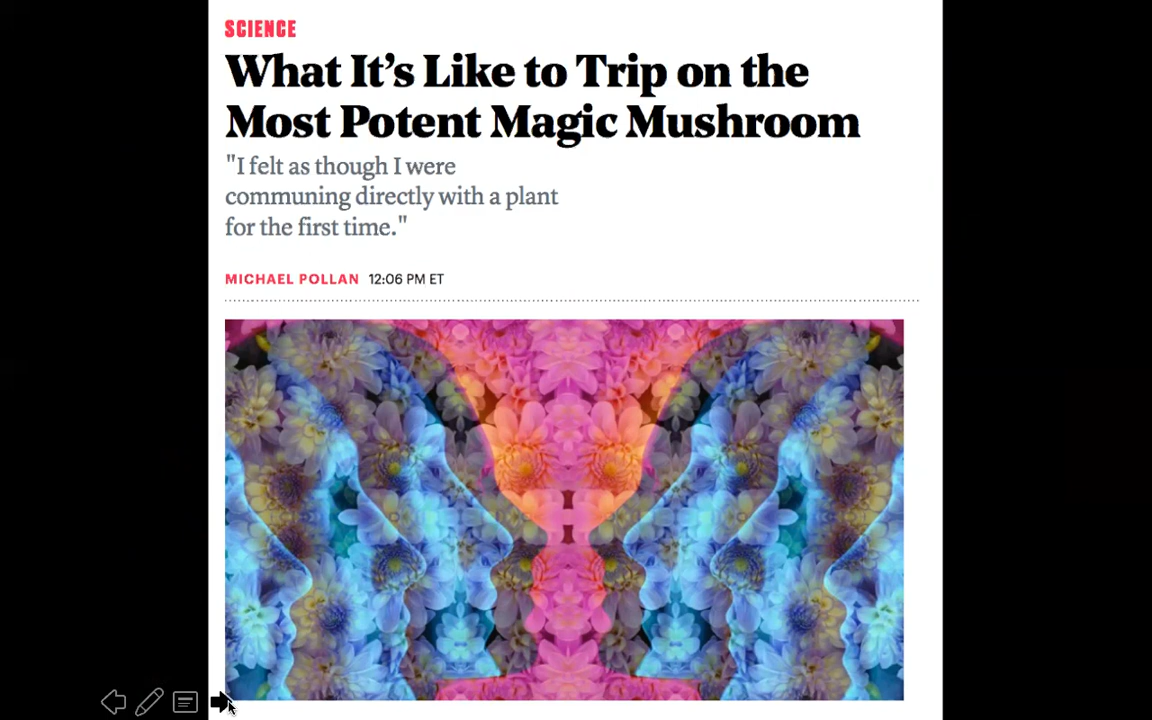 SCIENCE
What It’s Like to Trip on the
Most Potent Magic Mushroom
"I felt as though I were
communing directly with a plant
for the first time."
MICHAEL POLLAN 12:06 PM ET